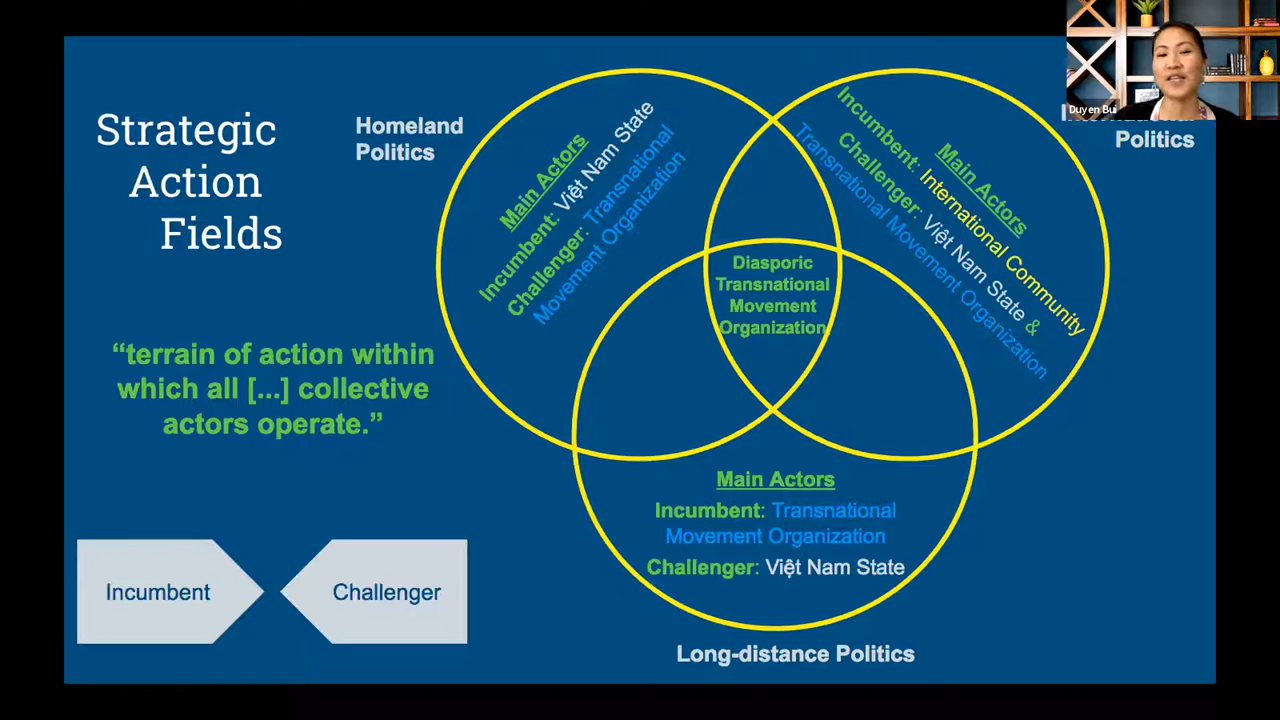 Strategic
Action
Fields
“terrain of action within
which all [...] collective
actors operate.”
Incumbent
Challenger
Homeland
Politics
Main Actors
Incumbent: Việt Nam State
Challenger: Transnational
Movement Organization
Duyen Bui
Politics
Main Actors
Incumbent: International Community
Challenger: Việt Nam State &
Transnational Movement Organization
Diasporic
Transnational
Movement
Organization
Main Actors
Incumbent: Transnational
Movement Organization
Challenger: Việt Nam State
Long-distance Politics